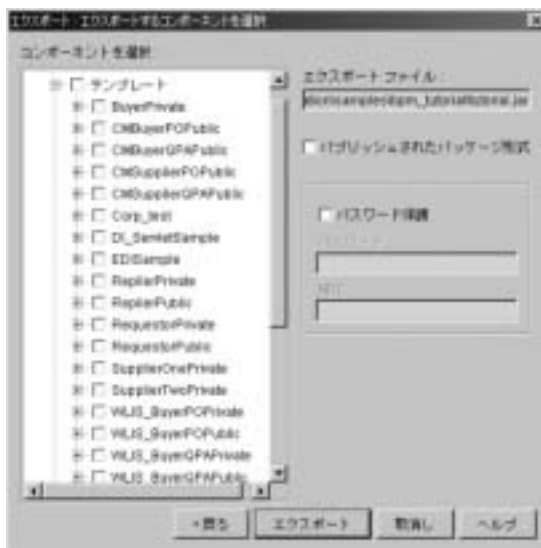 エクスポート : エクスポートするコンポーネントを選択
コンポーネントを選択
テンプレート
BuyerPrivate
CMBuyerPOPublic
CMBuyerQPAPublic
CMSupplierPOPublic
CMSupplierQPAPublic
Corp_test
DI_ServletSample
EDISample
ReplierPrivate
ReplierPublic
RequestorPrivate
RequestorPublic
SupplierOnePrivate
SupplierTwoPrivate
WLIS_BuyerPOPrivate
WLIS_BuyerPOPublic
WLIS_BuyerQPAPrivate
WLIS_BuyerQPAPublic
エクスポート ファイル :
パブリッシュされたパッケージ形式
パスワード保護
<戻る
エクスポート
取消し
ヘルプ